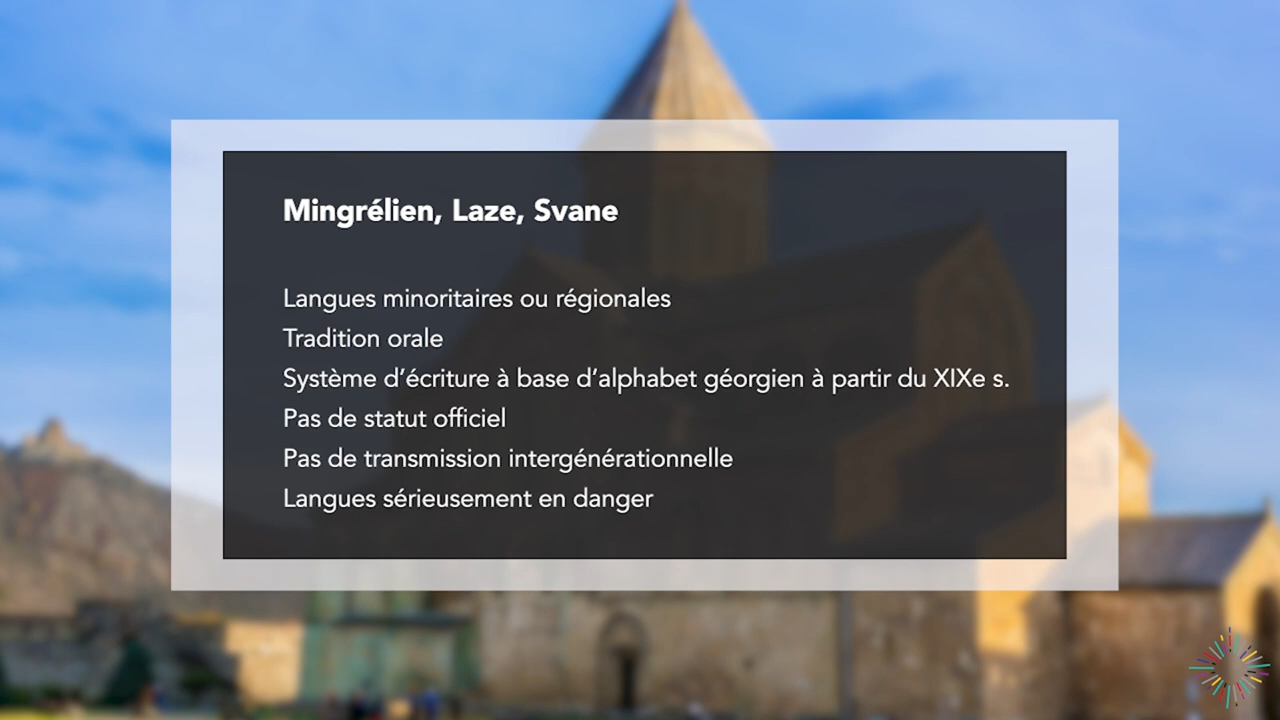 Mingrélien, Laze, Svane
Langues minoritaires ou régionales
Tradition orale
Système d’écriture à base d’alphabet géorgien à partir du XIXe s.
Pas de statut officiel
Pas de transmission intergénérationnelle
Langues sérieusement en danger